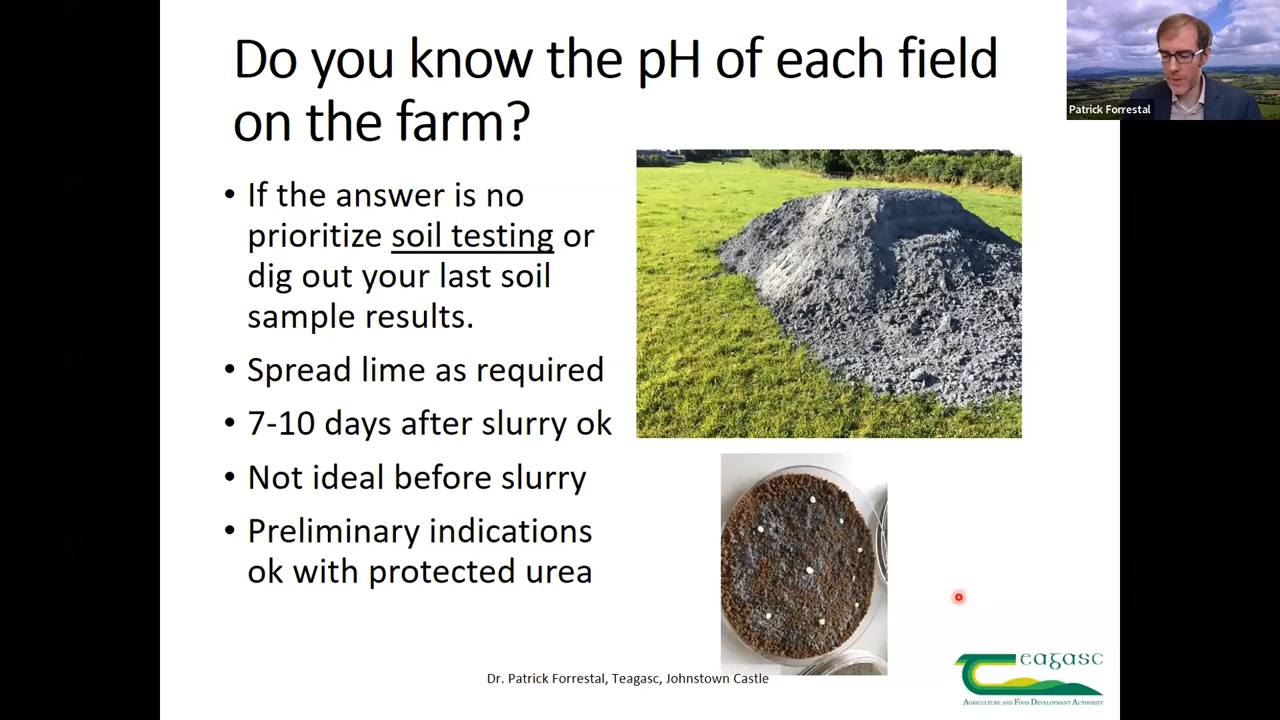 Do you know the pH of each field
on the farm?
Patrick Forrestal
• If the answer is no
prioritize soil testing or
dig out your last soil
sample results.
• Spread lime as required
• 7-10 days after slurry ok
• Not ideal before slurry
• Preliminary indications
ok with protected urea
Dr. Patrick Forrestal, Teagasc, Johnstown Castle
Teagasc
AGRICULTURE AND FOOD DEVELOPMENT AUTHORITY